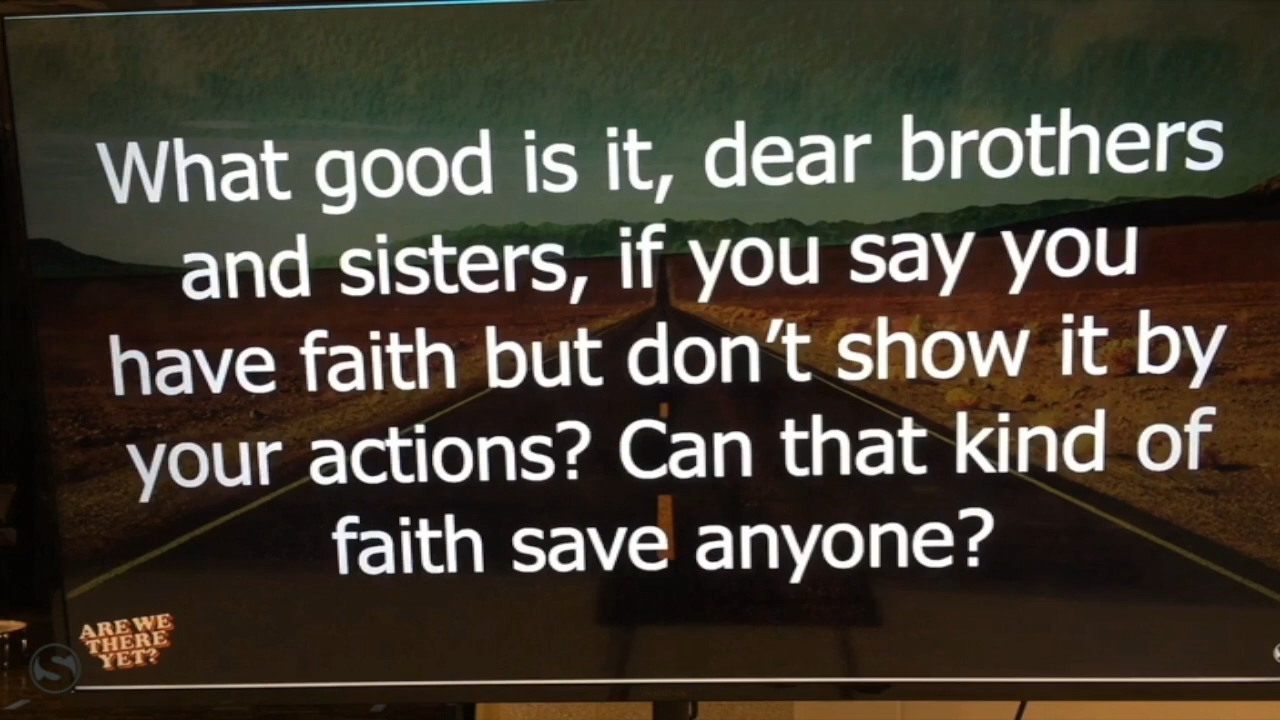 What good is it, dear brothers
and sisters, if you say you
have faith but don’t show it by
your actions? Can that kind of
faith save anyone?
ARE WE
THERE
YET?
S